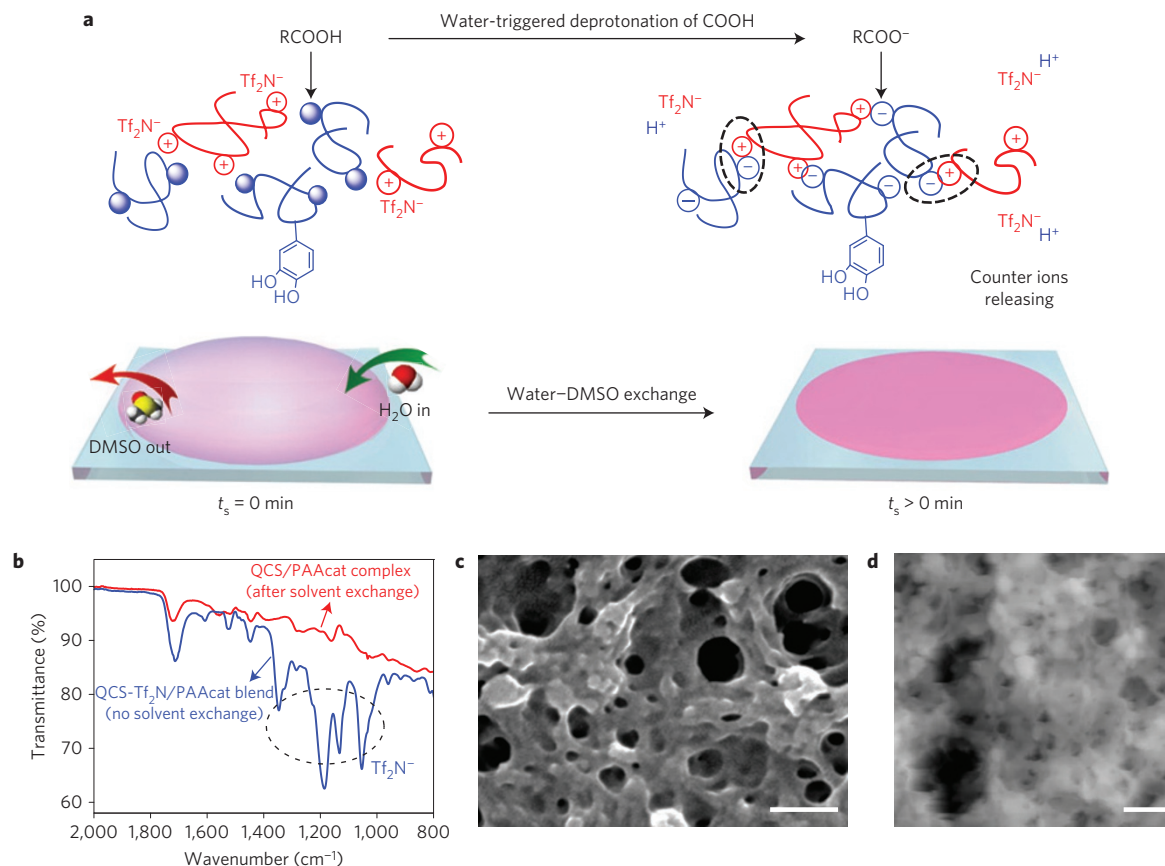 a
Water-triggered deprotonation of COOH
RCOOH
RCOO⁻
Tf₂N⁻
Tf₂N⁻
Tf₂N⁻
+
+
+
+
+
+
HO
HO
Tf₂N⁻
H⁺
Tf₂N⁻
H⁺
Tf₂N⁻
H⁺
+
−
+
−
+
−
−
+
−
−
+
+
HO
HO
Counter ions
releasing
DMSO out
H₂O in
Water–DMSO exchange
tₛ = 0 min
tₛ > 0 min
b
QCS/PAAcat complex
(after solvent exchange)
QCS-Tf₂N/PAAcat blend
(no solvent exchange)
Tf₂N⁻
Transmittance (%)
100
90
80
70
60
2,000
1,800
1,600
1,400
1,200
1,000
800
Wavenumber (cm⁻¹)
c
d